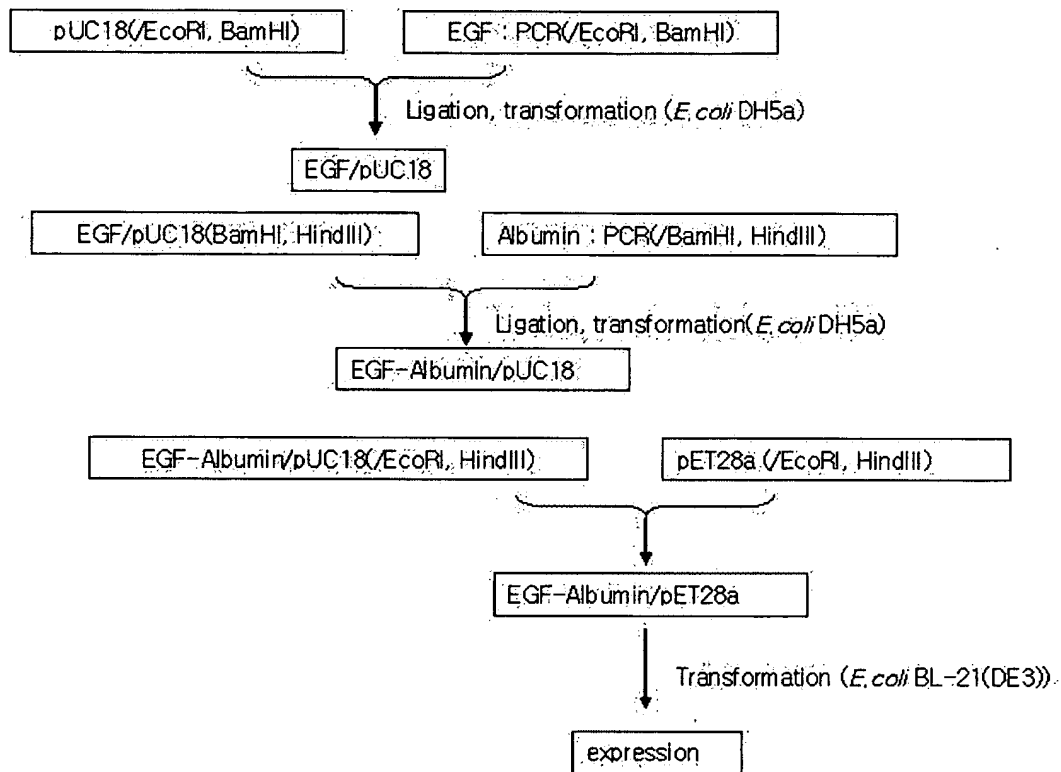 pUC18(/EcoRI, BamHI)
EGF : PCR(/EcoRI, BamHI)
Ligation, transformation (E.coli DH5a)
EGF/pUC18
EGF/pUC18(BamHI, HindIII)
Albumin : PCR(/BamHI, HindIII)
Ligation, transformation(E.coli DH5a)
EGF-Albumin/pUC18
EGF-Albumin/pUC18(/EcoRI, HindIII)
pET28a(/EcoRI, HindIII)
EGF-Albumin/pET28a
Transformation (E.coli BL-21(DE3))
expression